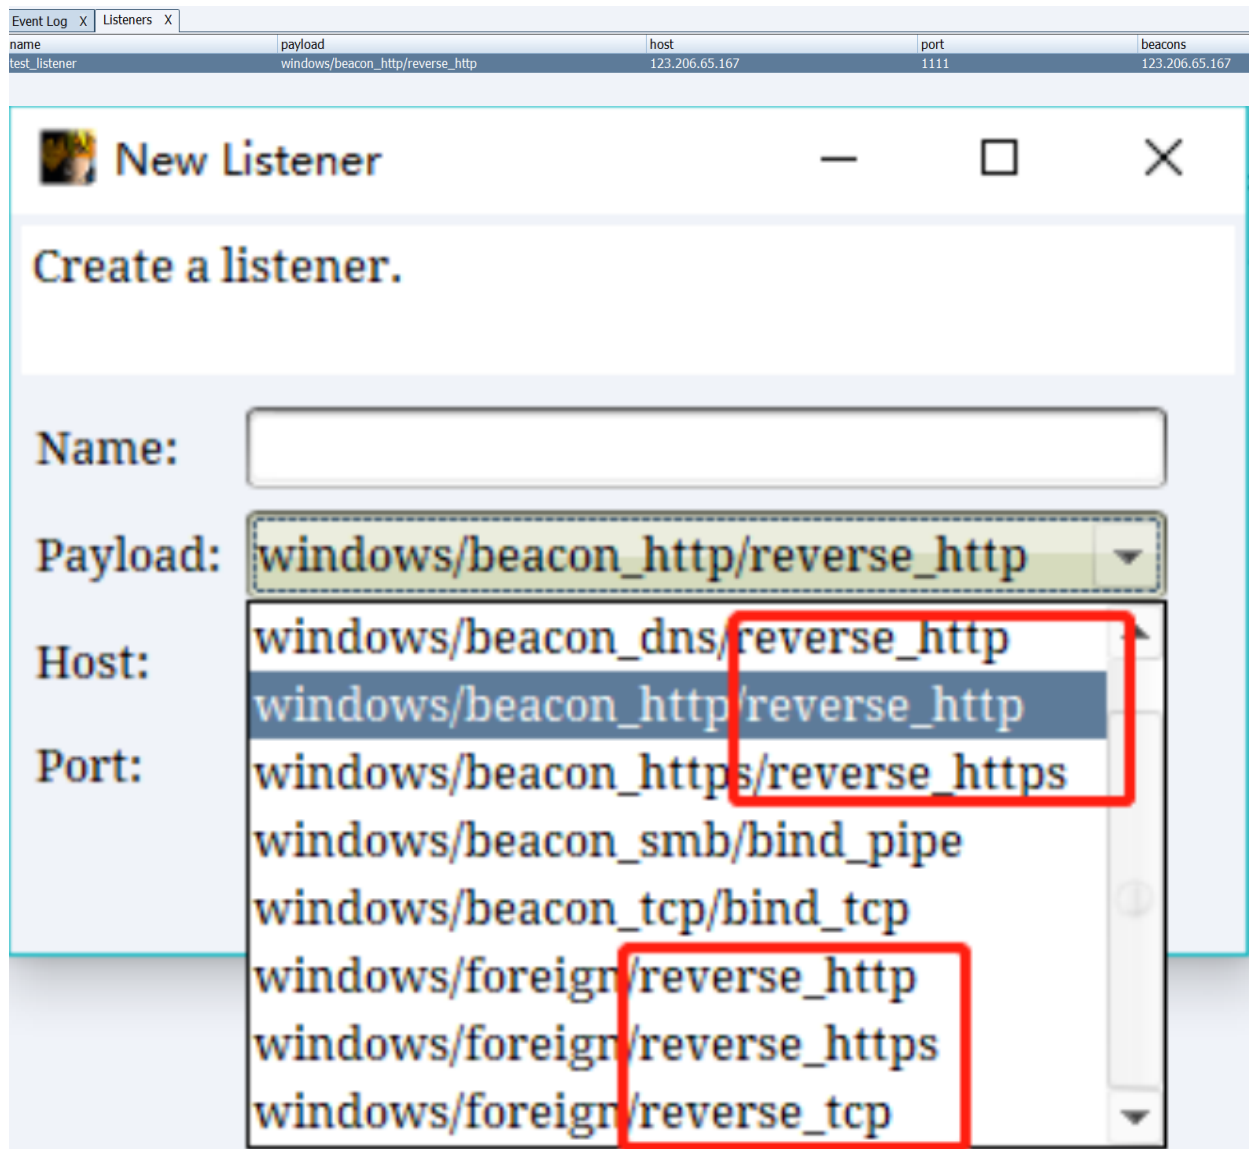 Event Log X Listeners X
name payload host port beacons
test_listener windows/beacon_http/reverse_http 123.206.65.167 1111 123.206.65.167
New Listener
Create a listener.
Name:
Payload: windows/beacon_http/reverse_http
windows/beacon_dns/reverse_http
Host:
windows/beacon_http/reverse_http
Port:
windows/beacon_https/reverse_https
windows/beacon_smb/bind_pipe
windows/beacon_tcp/bind_tcp
windows/foreign/reverse_http
windows/foreign/reverse_https
windows/foreign/reverse_tcp